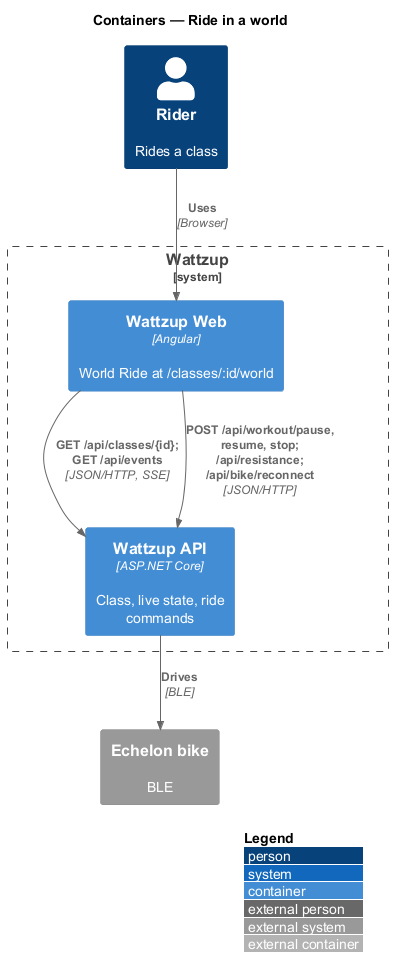 Containers — Ride in a world
Rider
Rides a class
Uses
[Browser]
Wattzup
[system]
Wattzup Web
[Angular]
World Ride at /classes/:id/world
GET /api/classes/{id};
GET /api/events
[JSON/HTTP, SSE]
POST /api/workout/pause,
resume, stop;
/api/resistance;
/api/bike/reconnect
[JSON/HTTP]
Wattzup API
[ASP.NET Core]
Class, live state, ride
commands
Drives
[BLE]
Echelon bike
BLE
Legend
person
system
container
external person
external system
external container